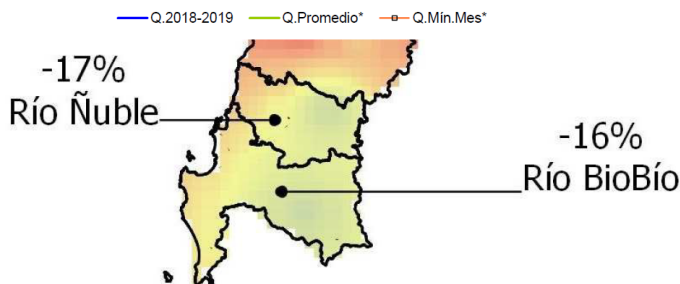 Q.2018-2019 Q.Promedio* Q.Mín.Mes*
-17%
Río Ñuble
-16%
Río BioBío